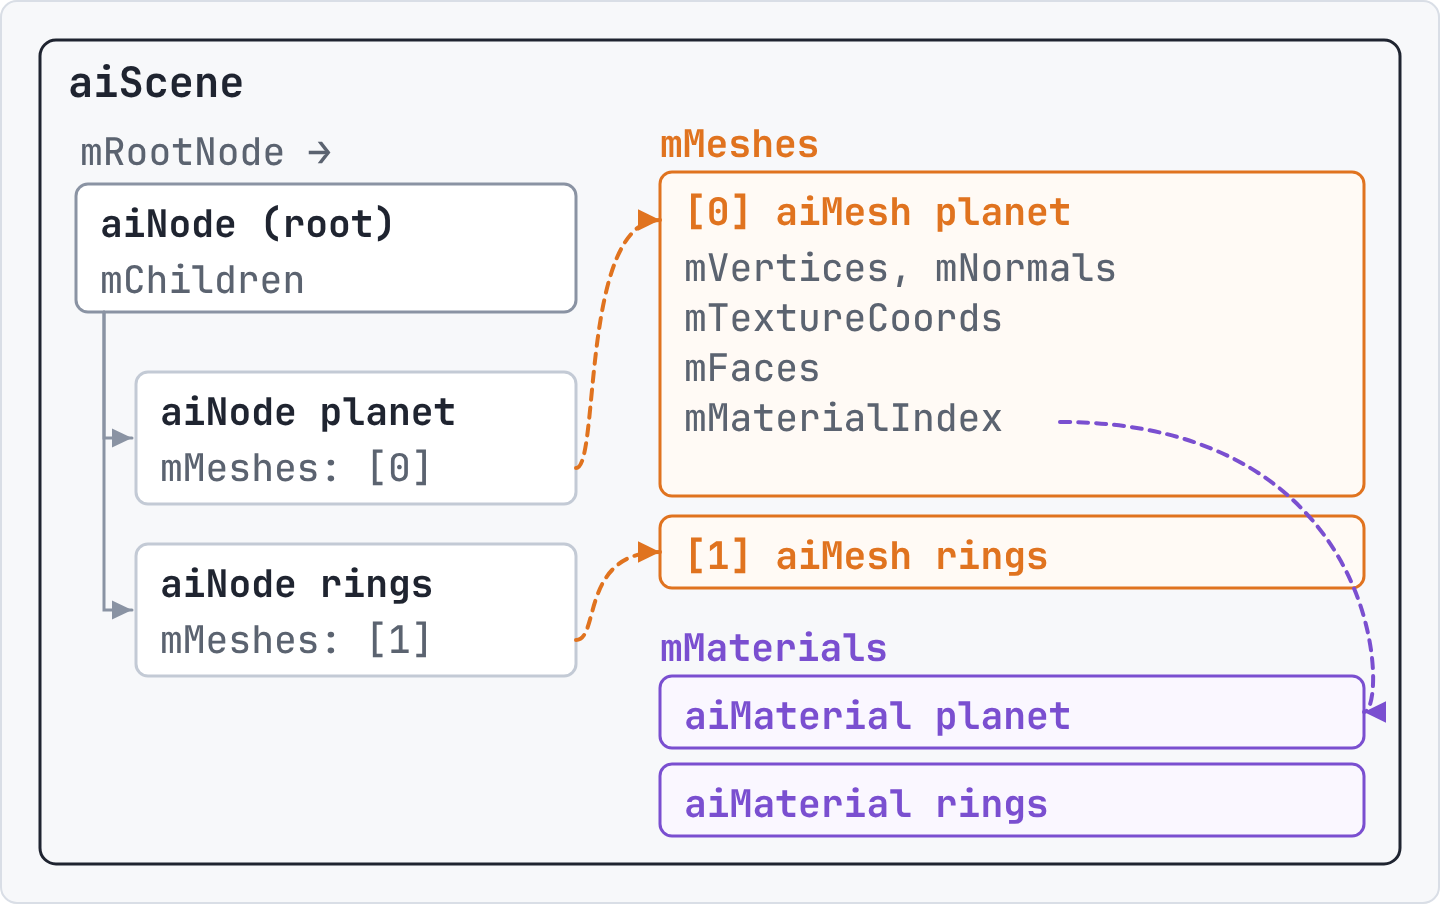 aiScene
mRootNode →
aiNode (root)
mChildren
aiNode planet
mMeshes: [0]
aiNode rings
mMeshes: [1]
mMeshes
[0] aiMesh planet
mVertices, mNormals
mTextureCoords
mFaces
mMaterialIndex
[1] aiMesh rings
mMaterials
aiMaterial planet
aiMaterial rings